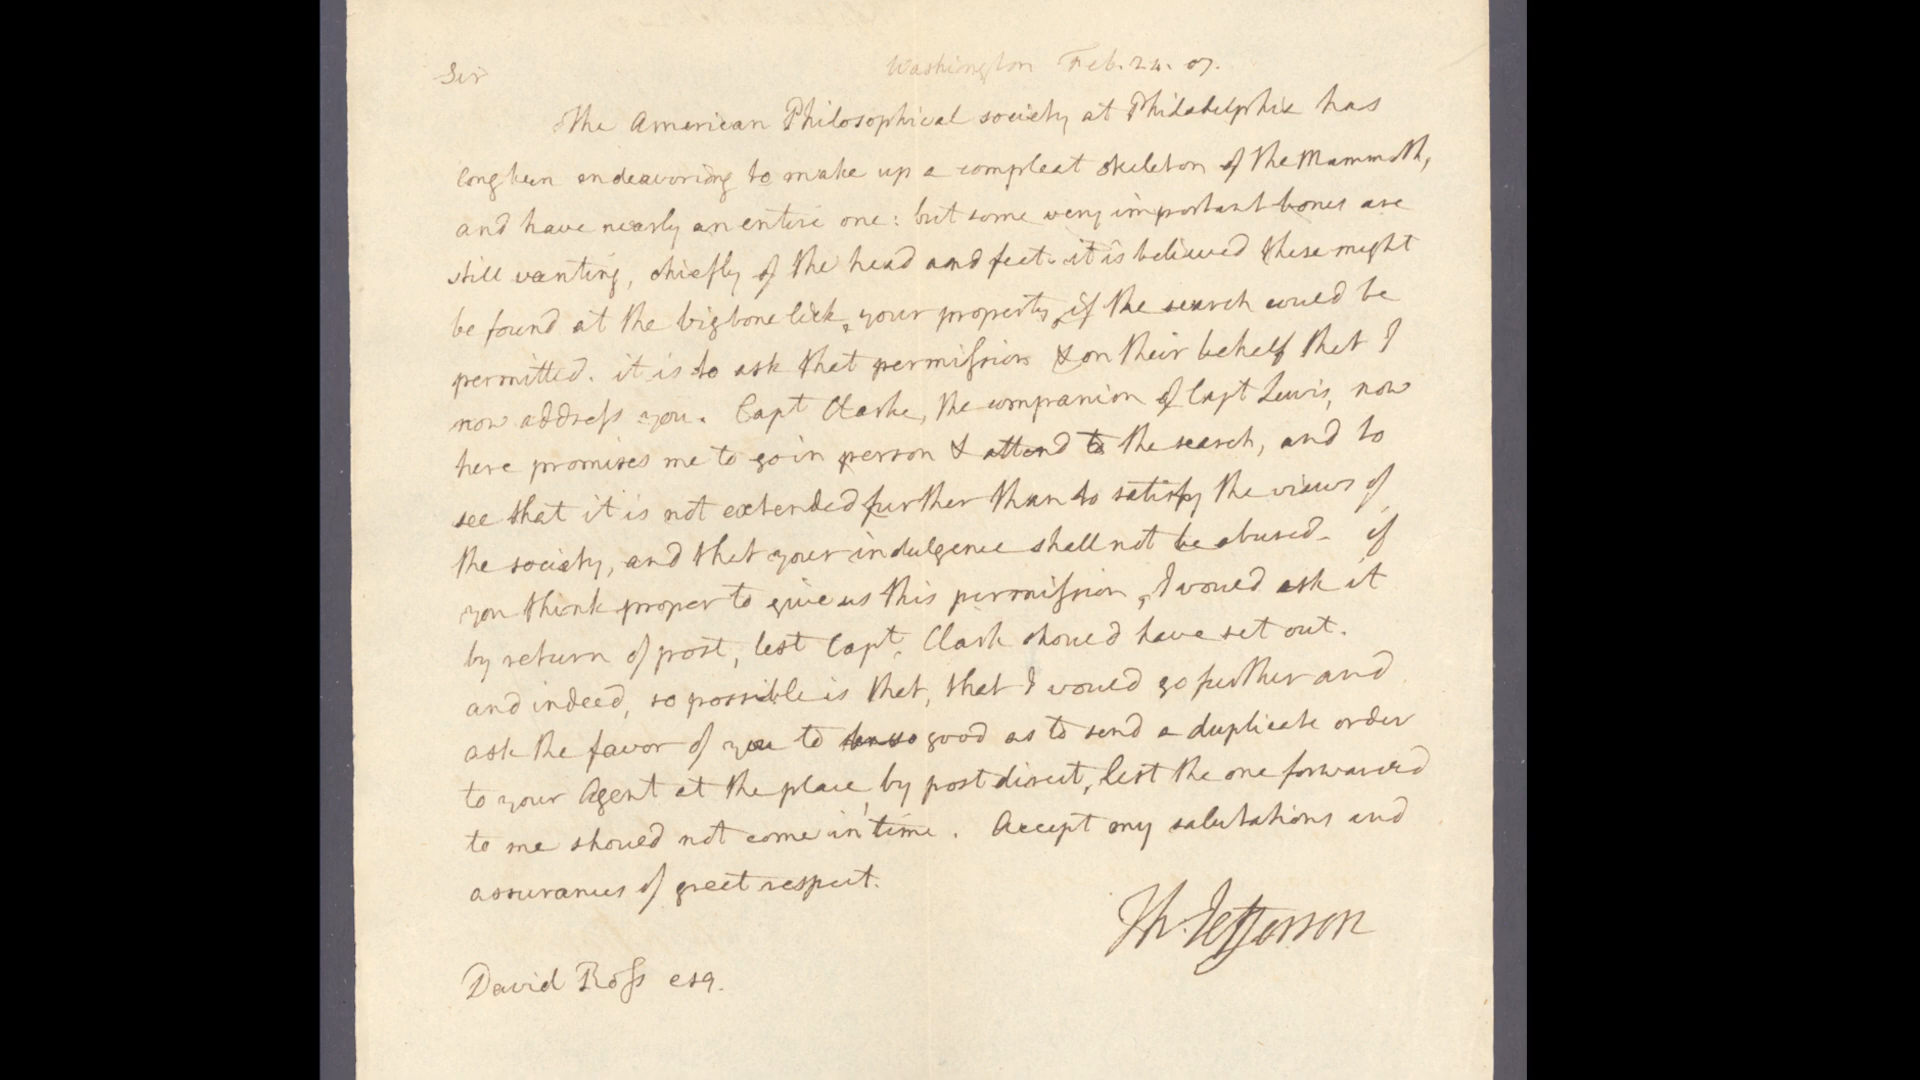 Washington Feb. 24. 07.
Sir
The American Philosophical society at Philadelphia has
long been endeavoring to make up a compleat skeleton of the Mammoth,
and have nearly an entire one: but some very important bones are
still wanting, chiefly of the head and feet. it is believed these might
be found at the big bone lick, your property, if the search could be
permitted. it is to ask that permission & on their behalf that I
now address you. Capt Clarke, the companion of Capt Lewis, now
here promises me to go in person & attend to the search, and to
see that it is not extended further than to satisfy the views of
the society, and that your indulgence shall not be abused. if
you think proper to give us this permission, I would ask it
by return of post, lest Capt. Clark should have set out.
and indeed, so possible is that, that I would go further and
ask the favor of you to so good as to send a duplicate order
to your Agent at the place, by post direct, lest the one forwarded
to me should not come in time. Accept my salutations and
assurances of great respect.
Th. Jefferson
David Ross esq.